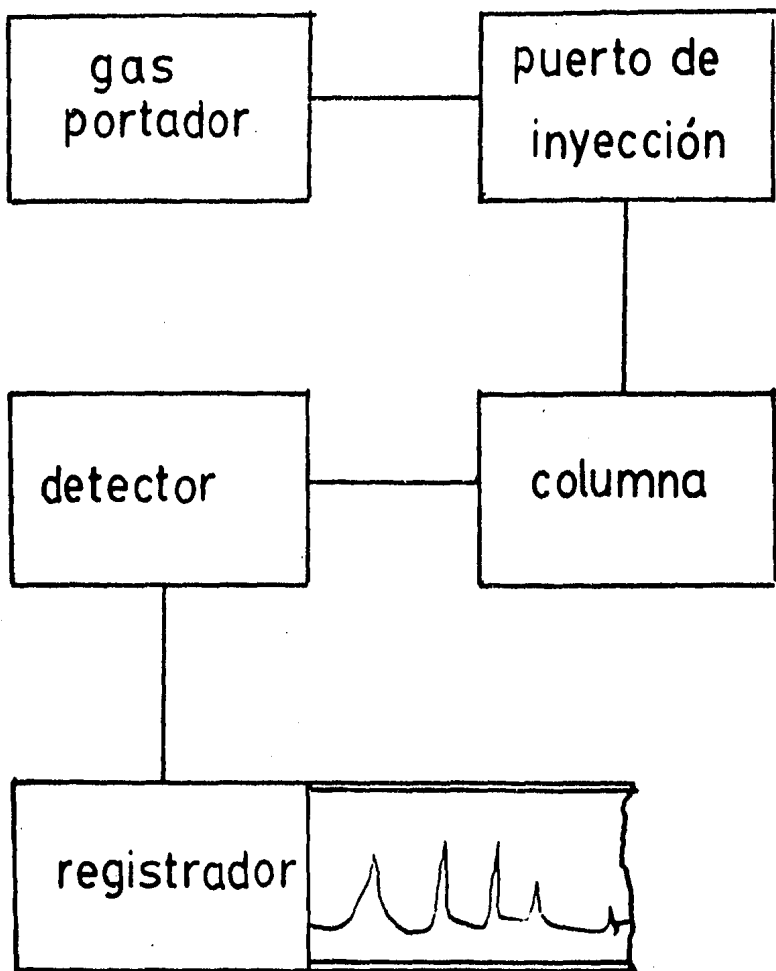 gas
portador
puerto de
inyección
detector
columna
registrador